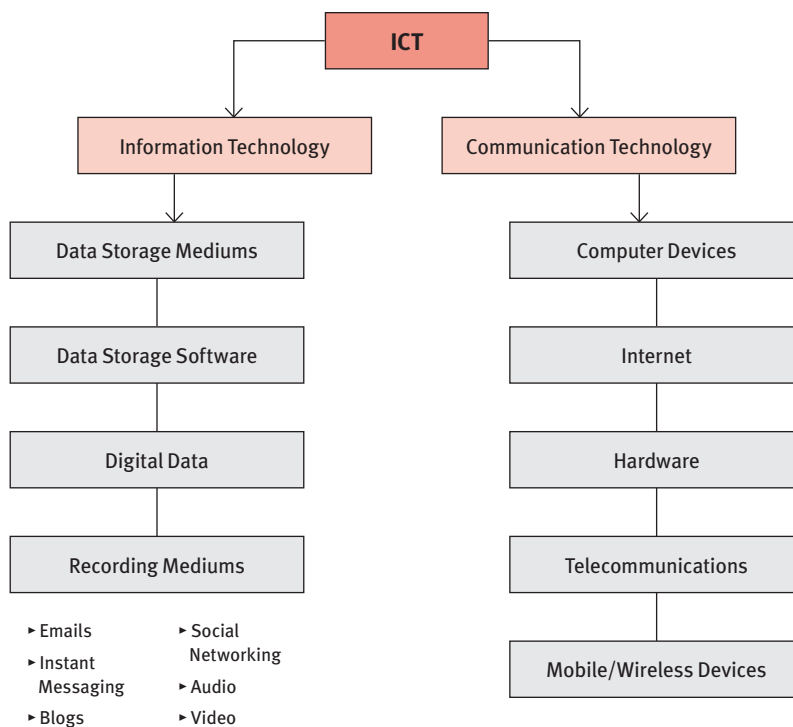 ICT
Information Technology
Communication Technology
Data Storage Mediums
Data Storage Software
Digital Data
Recording Mediums
▸ Emails
▸ Instant
Messaging
▸ Blogs
▸ Social
Networking
▸ Audio
▸ Video
Computer Devices
Internet
Hardware
Telecommunications
Mobile/Wireless Devices